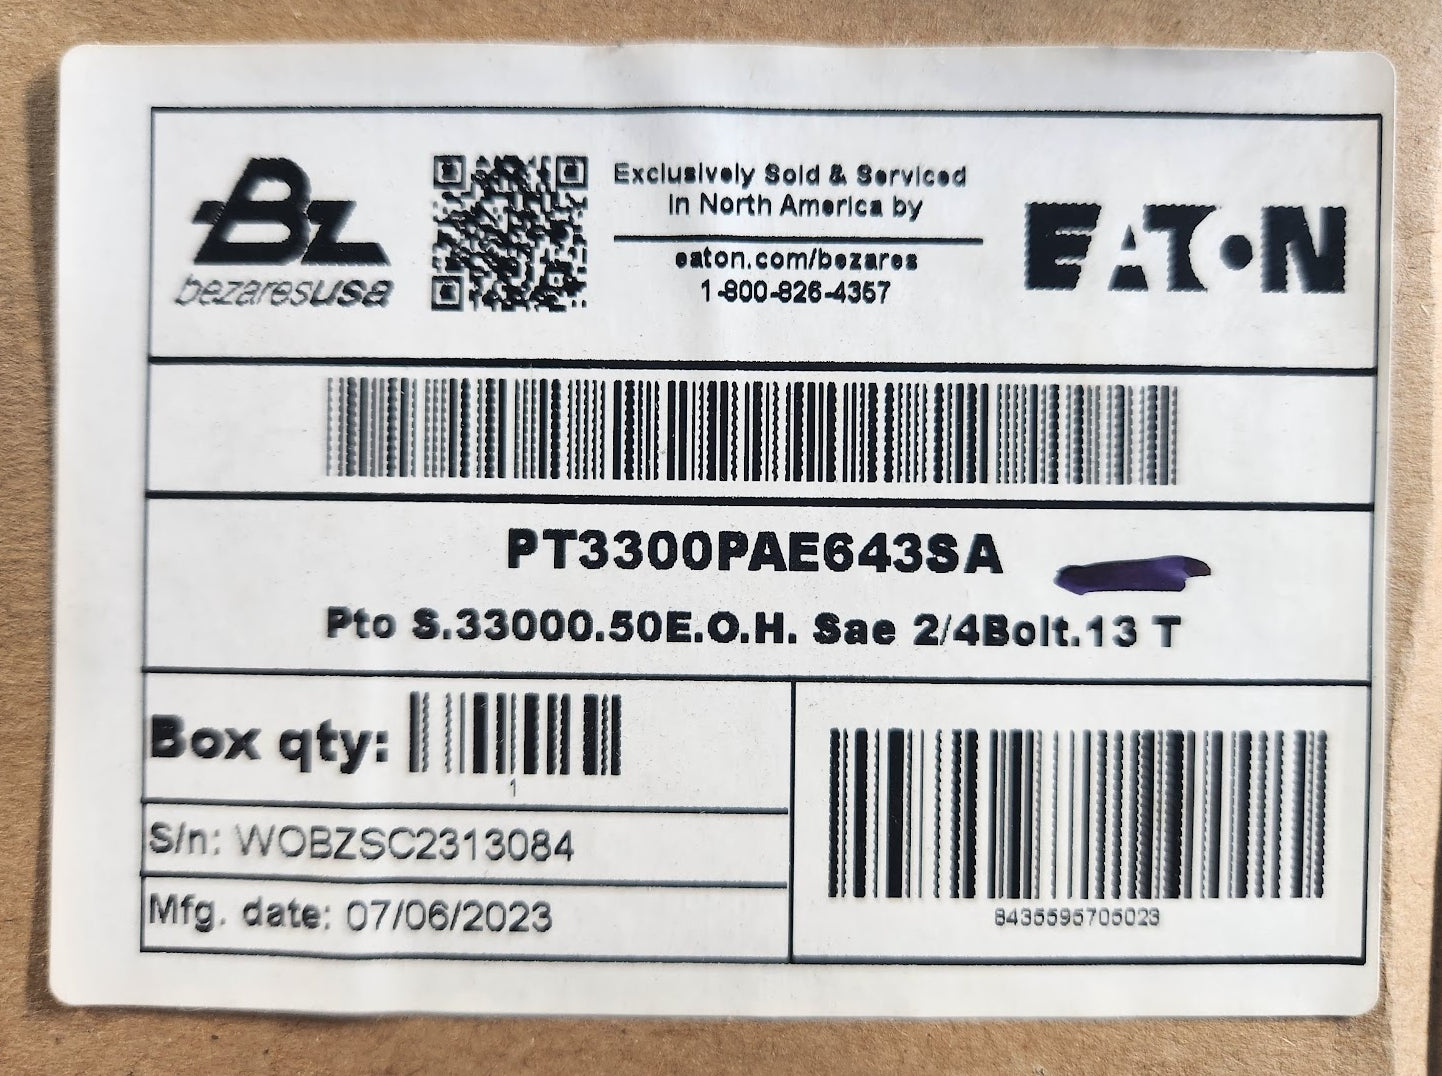 Bz
bezaresusa
Exclusively Sold & Serviced
in North America by
eaton.com/bezares
1-800-826-4357
EATON
PT3300PAE643SA
Pto S.33000.50E.O.H. Sae 2/4Bolt.13 T
Box qty:
1
S/n: WOBZSC2313084
Mfg. date: 07/06/2023
8435595705023